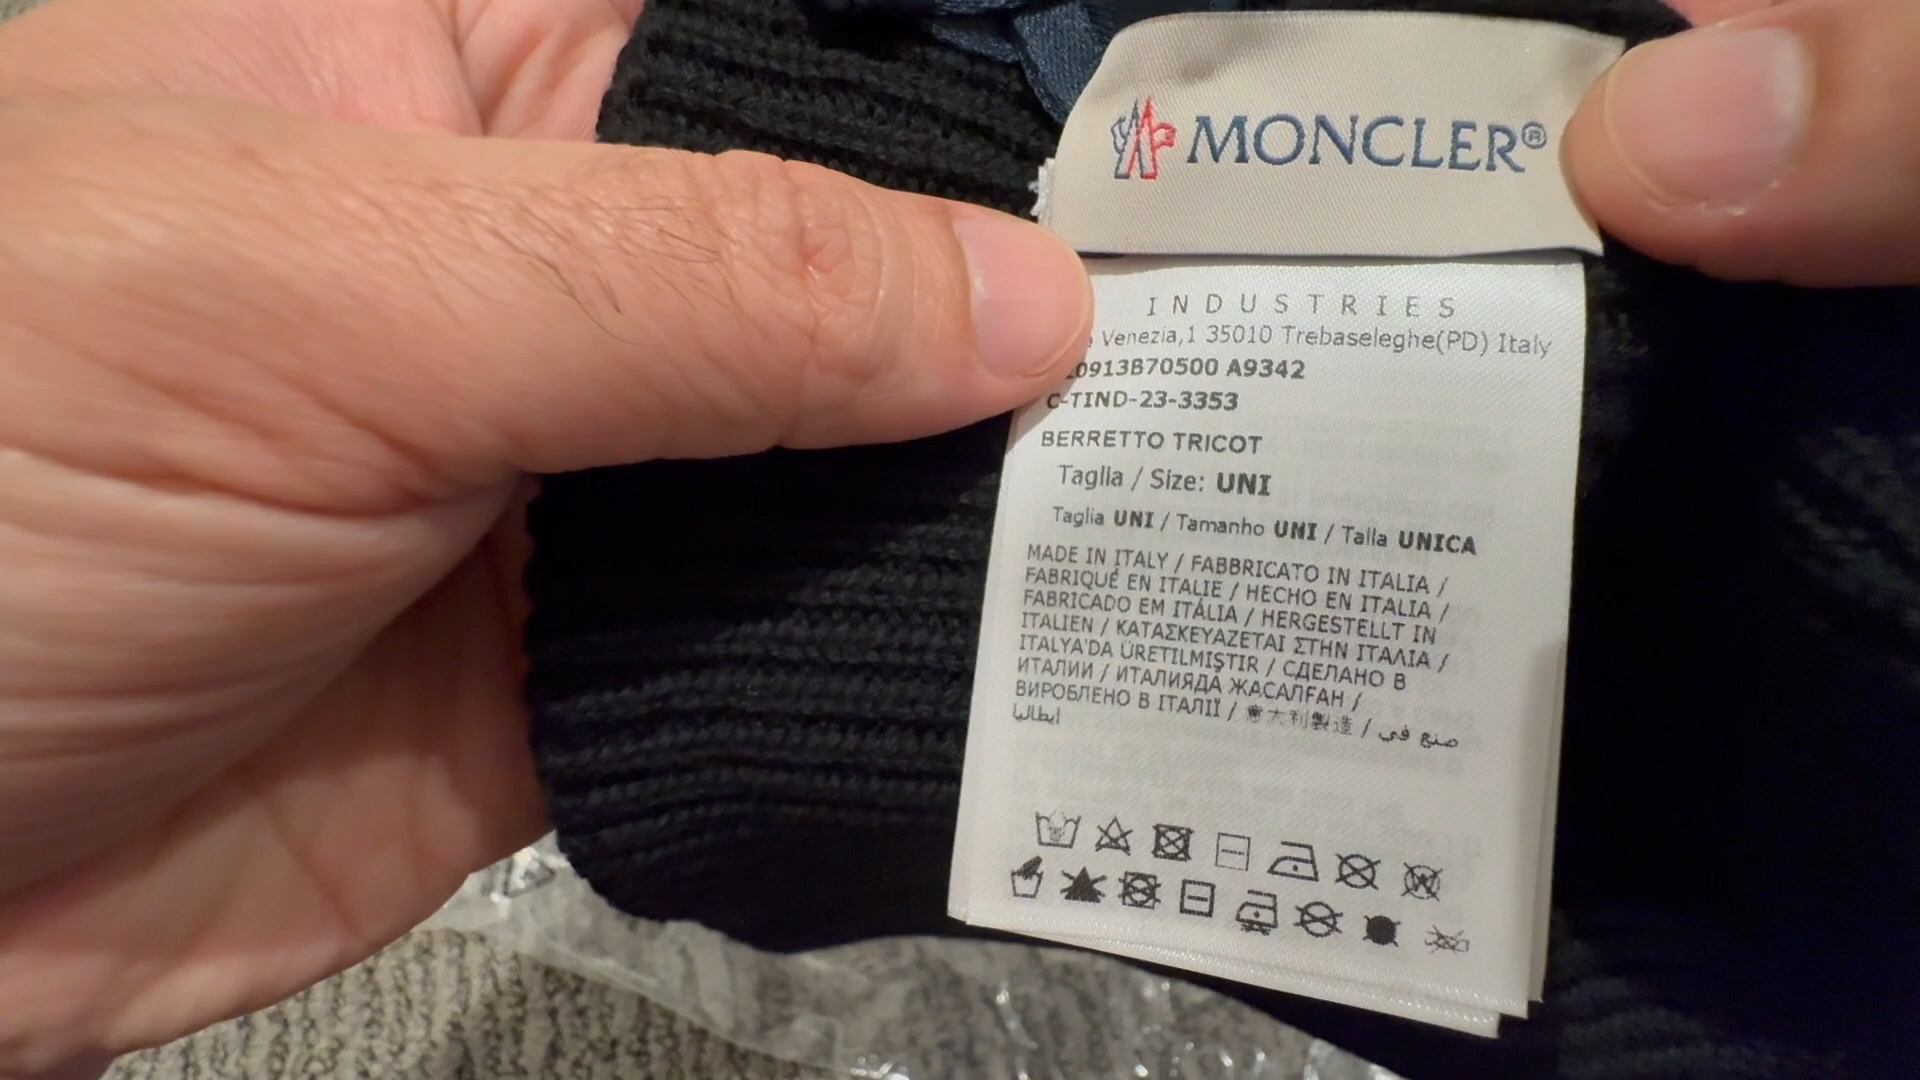 MONCLER®
INDUSTRIES
Venezia,1 35010 Trebaseleghe(PD) Italy
0913B70500 A9342
C-TIND-23-3353
BERRETTO TRICOT
Taglia / Size: UNI
Taglia UNI / Tamanho UNI / Talla UNICA
MADE IN ITALY / FABBRICATO IN ITALIA /
FABRIQUÉ EN ITALIE / HECHO EN ITALIA /
FABRICADO EM ITÁLIA / HERGESTELLT IN
ITALIEN / ΚΑΤΑΣΚΕΥΑΖΕΤΑΙ ΣΤΗΝ ΙΤΑΛΙΑ /
ITALYA'DA ÜRETILMIŞTIR / СДЕЛАНО В
ИТАЛИИ / ИТАЛИЯДА ЖАСАЛҒАН /
ВИРОБЛЕНО В ІТАЛІЇ / 意大利製造 / صنع في
ايطاليا